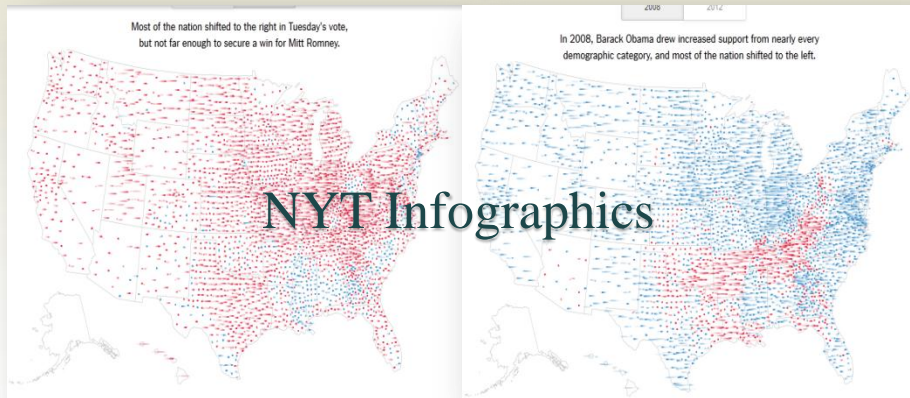 2008 2012
Most of the nation shifted to the right in Tuesday's vote,
but not far enough to secure a win for Mitt Romney.
In 2008, Barack Obama drew increased support from nearly every
demographic category, and most of the nation shifted to the left.
NYT Infographics